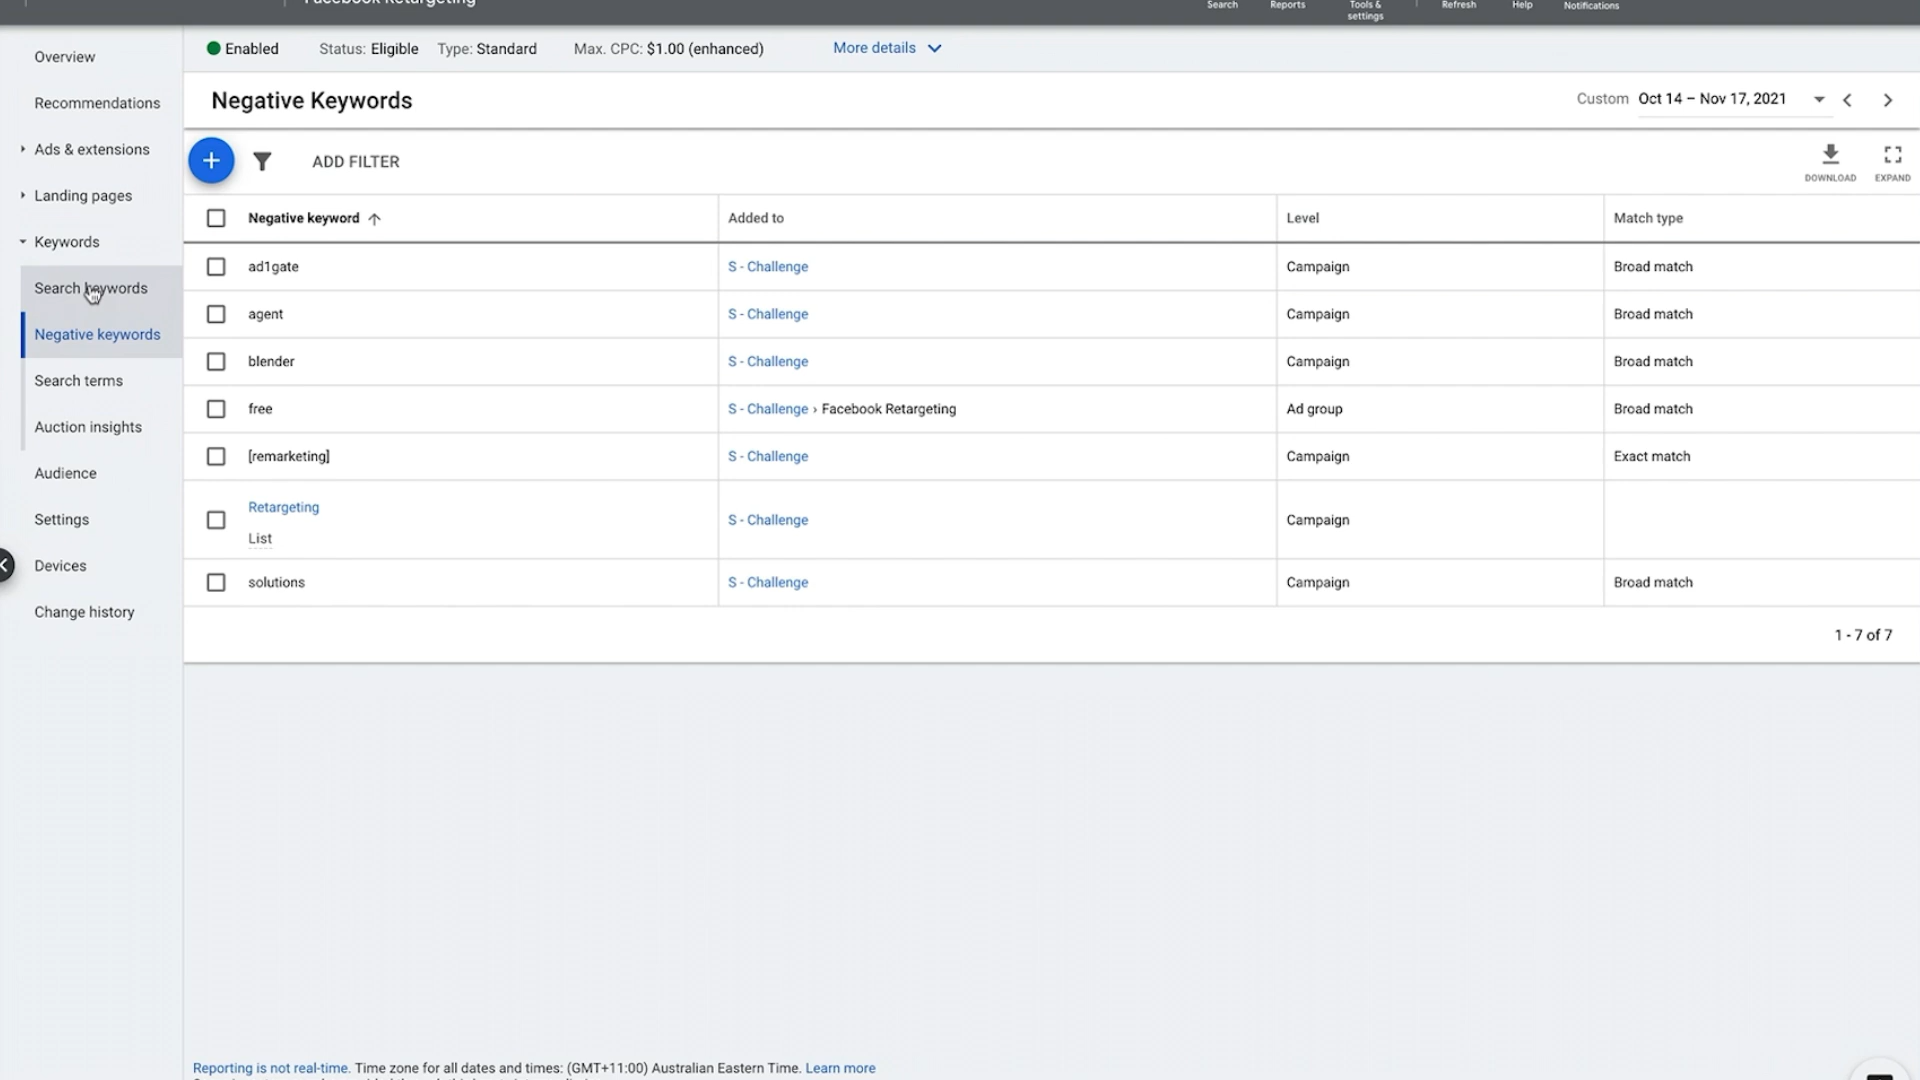 Facebook Retargeting
Search
Reports
Tools &
settings
Refresh
Help
Notifications
Overview
Recommendations
Ads & extensions
Landing pages
Keywords
Search keywords
Negative keywords
Search terms
Auction insights
Audience
Settings
Devices
Change history
Enabled Status: Eligible Type: Standard Max. CPC: $1.00 (enhanced) More details
Negative Keywords
Custom Oct 14 – Nov 17, 2021
ADD FILTER
DOWNLOAD
EXPAND
Negative keyword Added to Level Match type
ad1gate S - Challenge Campaign Broad match
agent S - Challenge Campaign Broad match
blender S - Challenge Campaign Broad match
free S - Challenge › Facebook Retargeting Ad group Broad match
[remarketing] S - Challenge Campaign Exact match
Retargeting
List
S - Challenge Campaign
solutions S - Challenge Campaign Broad match
1 - 7 of 7
Reporting is not real-time. Time zone for all dates and times: (GMT+11:00) Australian Eastern Time. Learn more